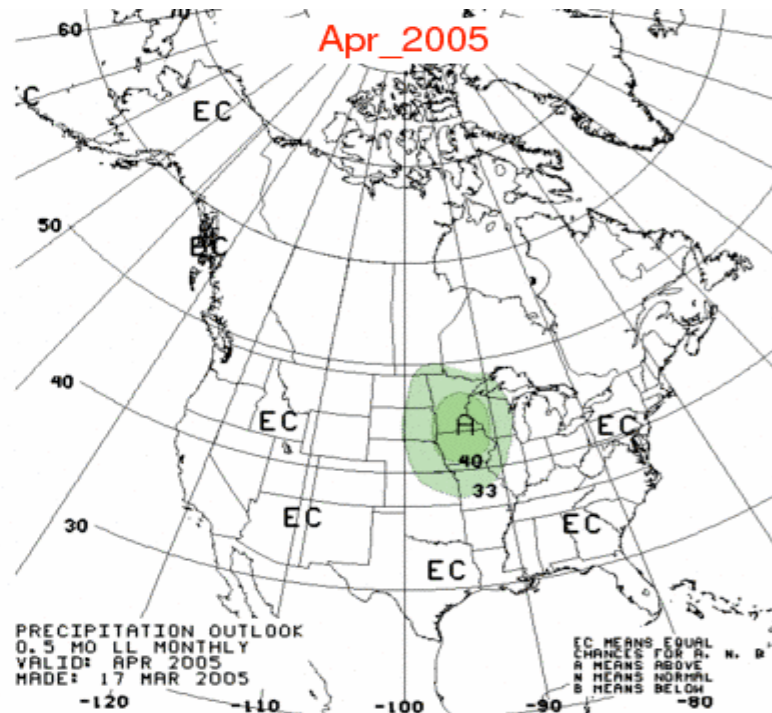 70
60
Apr_2005
C
EC
50
EC
40
EC
A
EC
40
33
30
EC
EC
EC
PRECIPITATION OUTLOOK
0.5 MO LL MONTHLY
VALID: APR 2005
MADE: 17 MAR 2005
EC MEANS EQUAL
CHANCES FOR A, N, B
A MEANS ABOVE
N MEANS NORMAL
B MEANS BELOW
-120
-110
-100
-90
-80